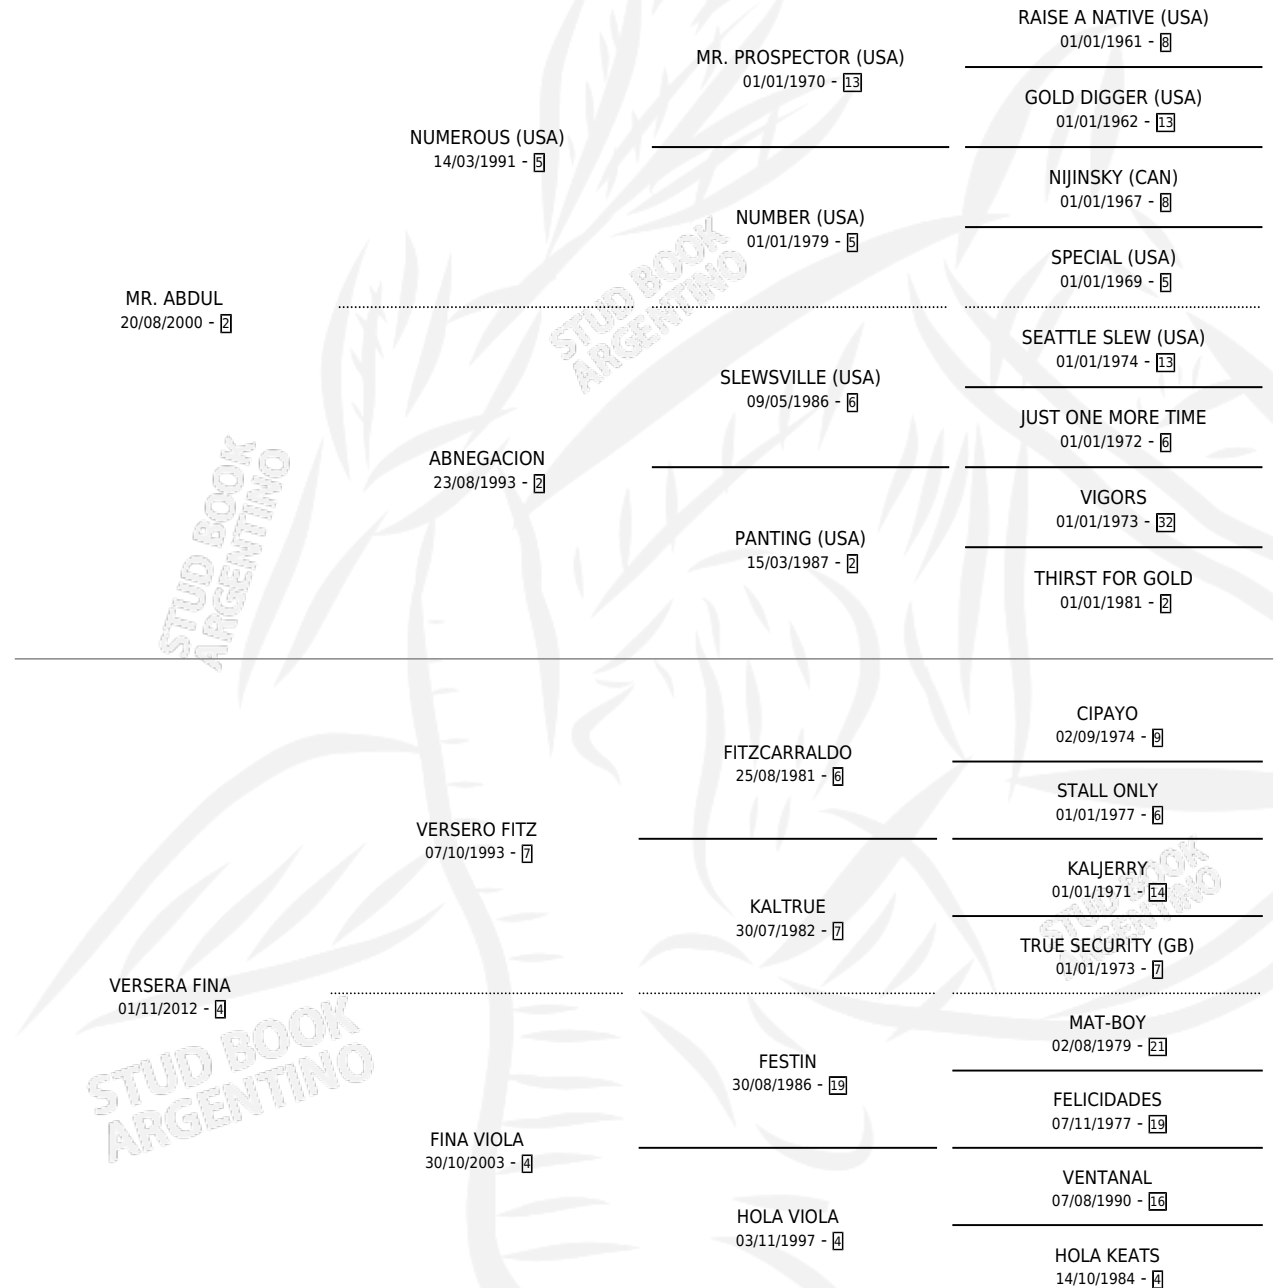 RAISE A NATIVE (USA)
01/01/1961 - 8
MR. PROSPECTOR (USA)
01/01/1970 - 13
GOLD DIGGER (USA)
01/01/1962 - 13
NUMEROUS (USA)
14/03/1991 - 5
NIJINSKY (CAN)
01/01/1967 - 8
NUMBER (USA)
01/01/1979 - 5
SPECIAL (USA)
01/01/1969 - 5
MR. ABDUL
20/08/2000 - 2
STUD BOOK
ARGENTINO
SEATTLE SLEW (USA)
01/01/1974 - 13
SLEWSVILLE (USA)
09/05/1986 - 6
JUST ONE MORE TIME
01/01/1972 - 6
ABNEGACION
23/08/1993 - 2
VIGORS
01/01/1973 - 32
PANTING (USA)
15/03/1987 - 2
THIRST FOR GOLD
01/01/1981 - 2
STUD BOOK
ARGENTINO
CIPAYO
02/09/1974 - 9
FITZCARRALDO
25/08/1981 - 6
STALL ONLY
01/01/1977 - 6
VERSERO FITZ
07/10/1993 - 7
KALJERRY
01/01/1971 - 14
KALTRUE
30/07/1982 - 7
TRUE SECURITY (GB)
01/01/1973 - 7
STUD BOOK
ARGENTINO
VERSERA FINA
01/11/2012 - 4
MAT-BOY
02/08/1979 - 21
FESTIN
30/08/1986 - 19
FELICIDADES
07/11/1977 - 19
STUD BOOK
ARGENTINO
FINA VIOLA
30/10/2003 - 4
VENTANAL
07/08/1990 - 16
HOLA VIOLA
03/11/1997 - 4
HOLA KEATS
14/10/1984 - 4